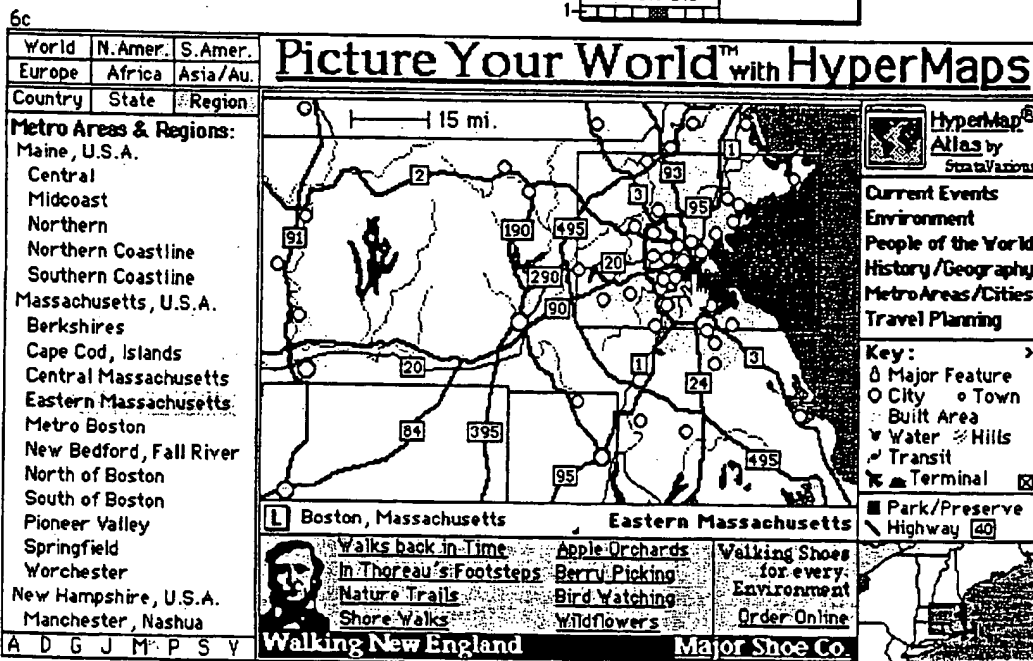 1
6c
World N.Amer. S.Amer.
Europe Africa Asia/Au.
Country State Region
Picture Your World™ with HyperMaps
Metro Areas & Regions:
Maine, U.S.A.
Central
Midcoast
Northern
Northern Coastline
Southern Coastline
Massachusetts, U.S.A.
Berkshires
Cape Cod, Islands
Central Massachusetts
Eastern Massachusetts
Metro Boston
New Bedford, Fall River
North of Boston
South of Boston
Pioneer Valley
Springfield
Worchester
New Hampshire, U.S.A.
Manchester, Nashua
A D G J M P S V
15 mi.
1
2
93
3
95
91
190
495
20
290
90
20
1
3
24
84
395
95
495
L Boston, Massachusetts
Eastern Massachusetts
HyperMap®
Atlas by
StrataVarious
Current Events
Environment
People of the World
History/Geography
Metro Areas/Cities
Travel Planning
Key:
Major Feature
City Town
Built Area
Water Hills
Transit
Terminal
Park/Preserve
Highway 40
Walks back in Time
In Thoreau's Footsteps
Nature Trails
Shore Walks
Apple Orchards
Berry Picking
Bird Watching
Wildflowers
Walking Shoes
for every
Environment
Order Online
Walking New England
Major Shoe Co.